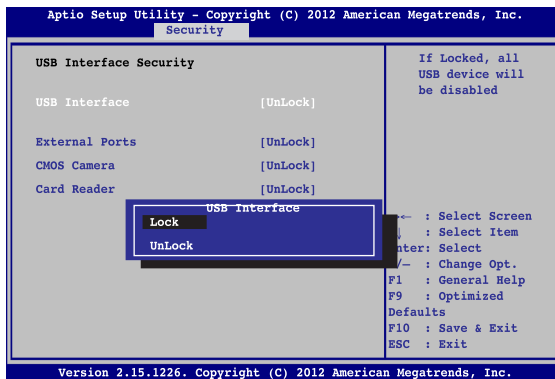 Aptio Setup Utility – Copyright (C) 2012 American Megatrends, Inc.
Security
USB Interface Security
USB Interface [UnLock]
External Ports [UnLock]
CMOS Camera [UnLock]
Card Reader [UnLock]
USB Interface
Lock
UnLock
If Locked, all
USB device will
be disabled
← : Select Screen
↓ : Select Item
nter: Select
/— : Change Opt.
F1 : General Help
F9 : Optimized
Defaults
F10 : Save & Exit
ESC : Exit
Version 2.15.1226. Copyright (C) 2012 American Megatrends, Inc.